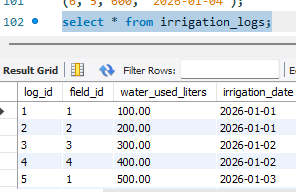 101 (6, 5, 600, '2026-01-04');
102 select * from irrigation_logs;
Result Grid Filter Rows:
log_id field_id water_used_liters irrigation_date
1 1 100.00 2026-01-01
2 2 200.00 2026-01-01
3 3 300.00 2026-01-02
4 4 400.00 2026-01-02
5 1 500.00 2026-01-03